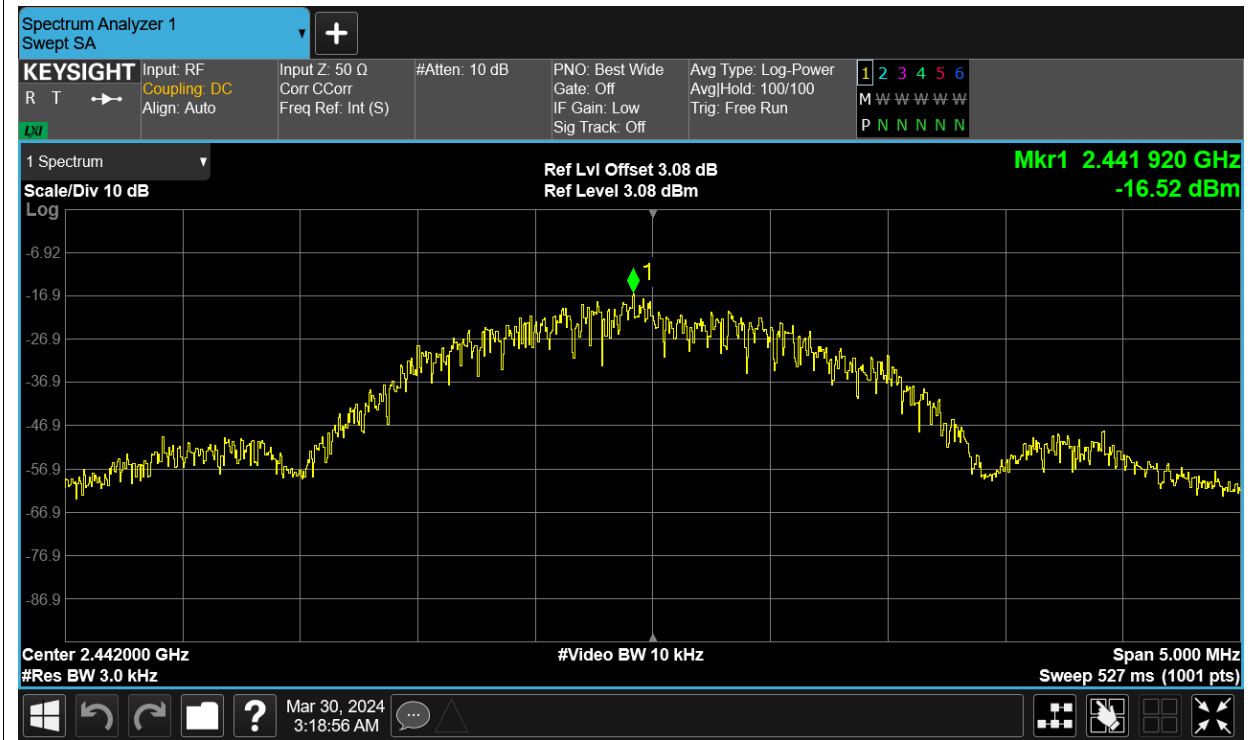 Spectrum Analyzer 1
Swept SA
KEYSIGHT
R T
LXI
Input: RF
Coupling: DC
Align: Auto
Input Z: 50 Ω
Corr CCorr
Freq Ref: Int (S)
#Atten: 10 dB
PNO: Best Wide
Gate: Off
IF Gain: Low
Sig Track: Off
Avg Type: Log-Power
Avg|Hold: 100/100
Trig: Free Run
1 2 3 4 5 6
M W W W W W
P N N N N N
1 Spectrum
Scale/Div 10 dB
Log
Ref Lvl Offset 3.08 dB
Ref Level 3.08 dBm
Mkr1 2.441 920 GHz
-16.52 dBm
1
-6.92
-16.9
-26.9
-36.9
-46.9
-56.9
-66.9
-76.9
-86.9
Center 2.442000 GHz
#Res BW 3.0 kHz
#Video BW 10 kHz
Span 5.000 MHz
Sweep 527 ms (1001 pts)
?
Mar 30, 2024
3:18:56 AM